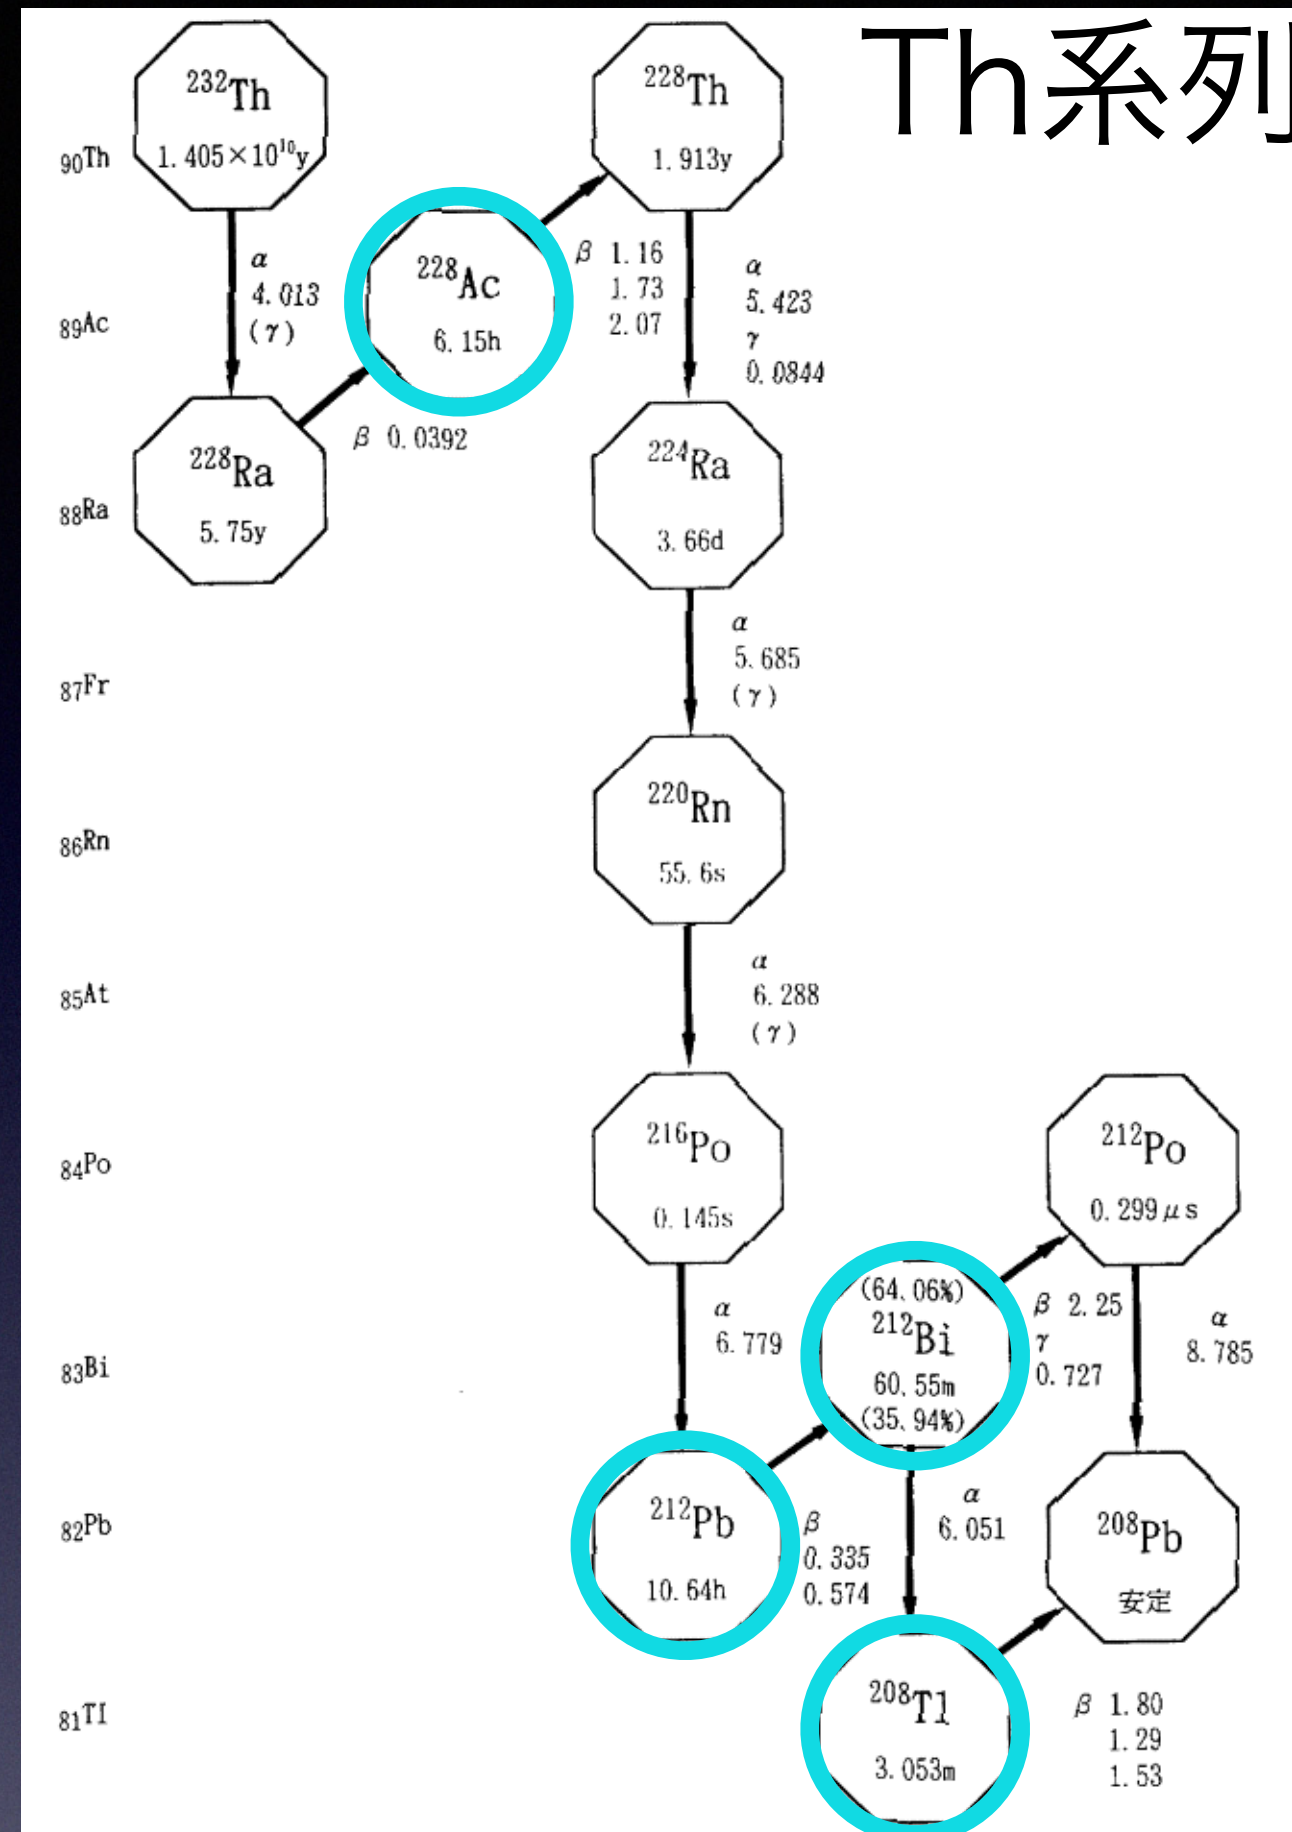 Th系列
²³²Th
1.405×10¹⁰y
²²⁸Th
1.913y
₉₀Th
α
4.013
(γ)
²²⁸Ac
6.15h
β 1.16
1.73
2.07
α
5.423
γ
0.0844
₈₉Ac
²²⁸Ra
5.75y
β 0.0392
²²⁴Ra
3.66d
₈₈Ra
α
5.685
(γ)
₈₇Fr
²²⁰Rn
55.6s
₈₆Rn
α
6.288
(γ)
₈₅At
²¹⁶Po
0.145s
²¹²Po
0.299μs
₈₄Po
α
6.779
(64.06%)
²¹²Bi
60.55m
(35.94%)
β 2.25
γ
0.727
α
8.785
₈₃Bi
²¹²Pb
10.64h
β
0.335
0.574
α
6.051
²⁰⁸Pb
安定
₈₂Pb
²⁰⁸Tl
3.053m
β 1.80
1.29
1.53
₈₁Tl